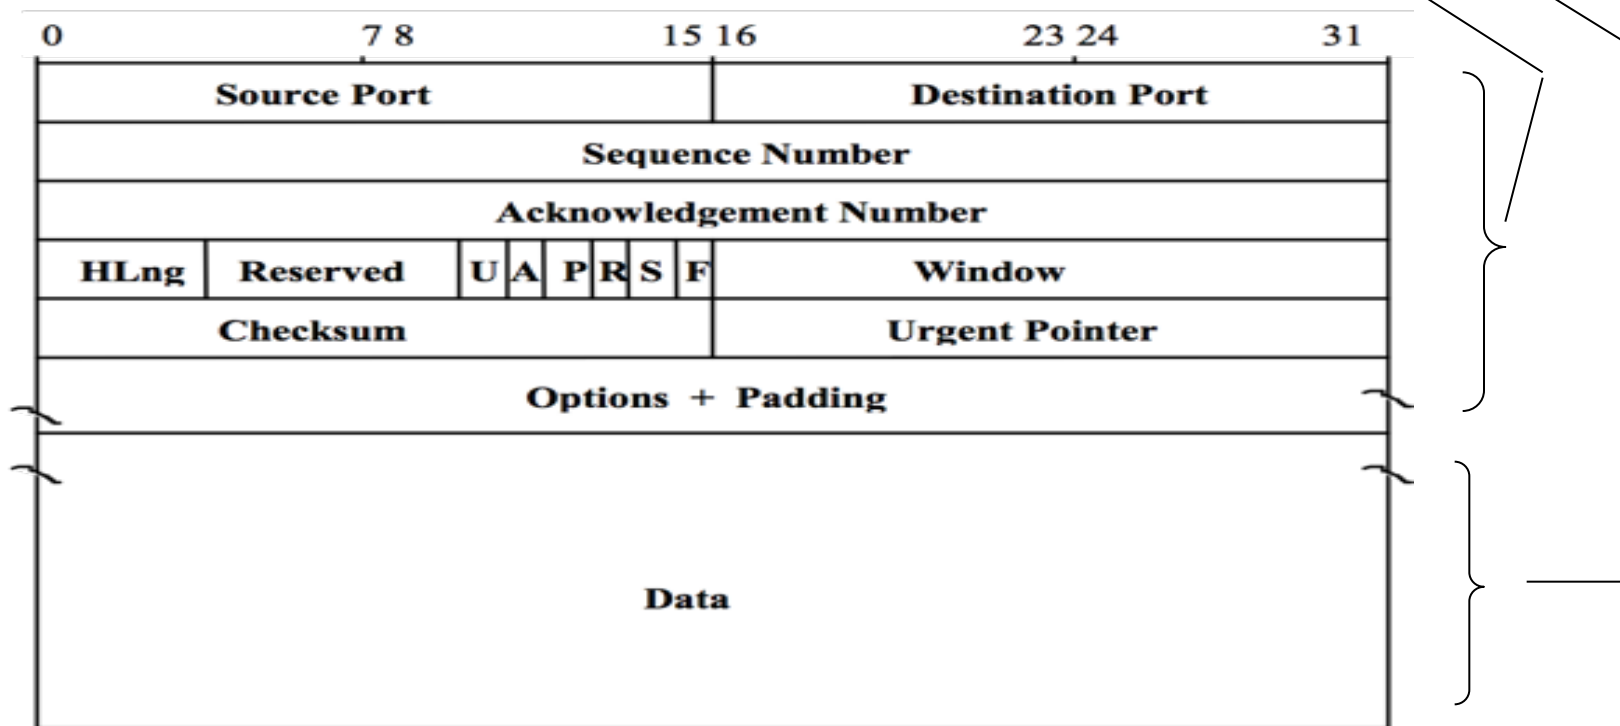 0 7 8 15 16 23 24 31
Source Port Destination Port
Sequence Number
Acknowledgement Number
HLng Reserved U A P R S F Window
Checksum Urgent Pointer
Options + Padding
Data